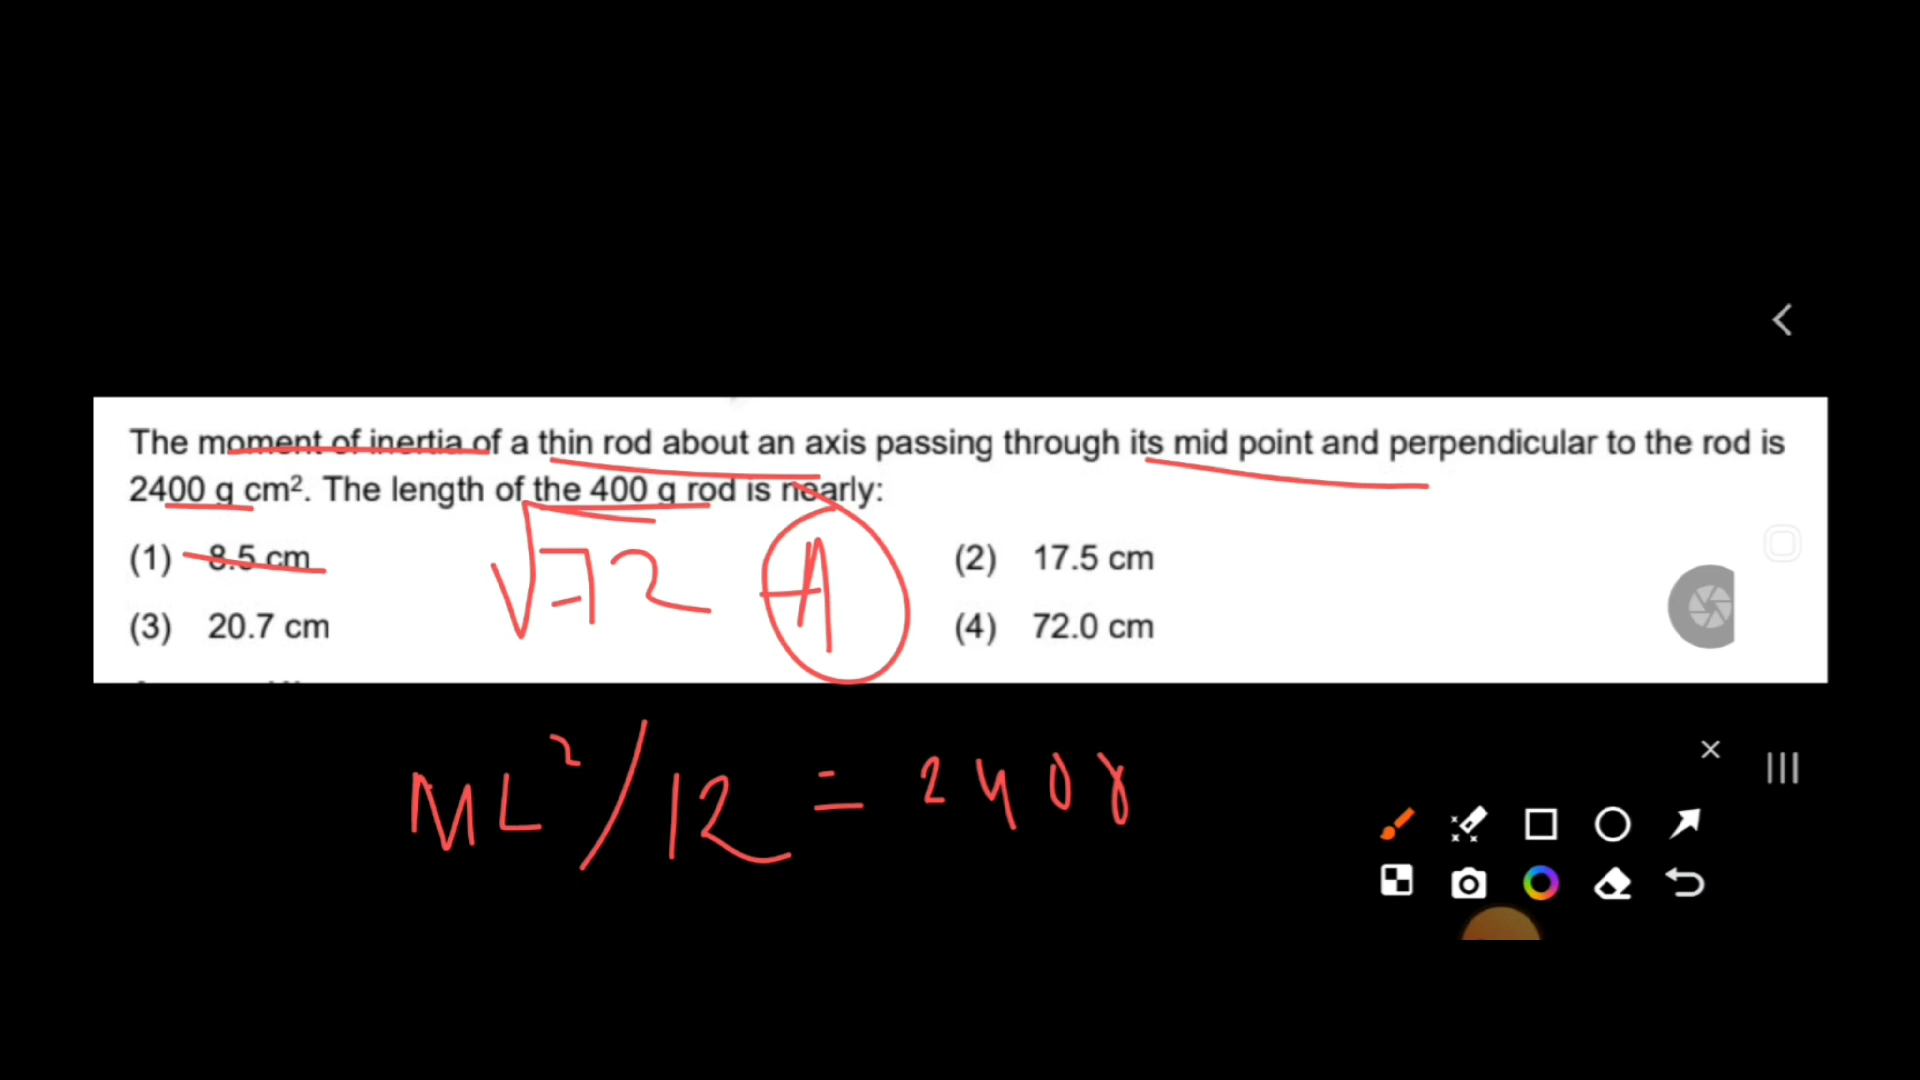 The moment of inertia of a thin rod about an axis passing through its mid point and perpendicular to the rod is
2400 g cm². The length of the 400 g rod is nearly:
(1) 8.5 cm
(2) 17.5 cm
(3) 20.7 cm
(4) 72.0 cm
√72 A
ML²/12 = 2400